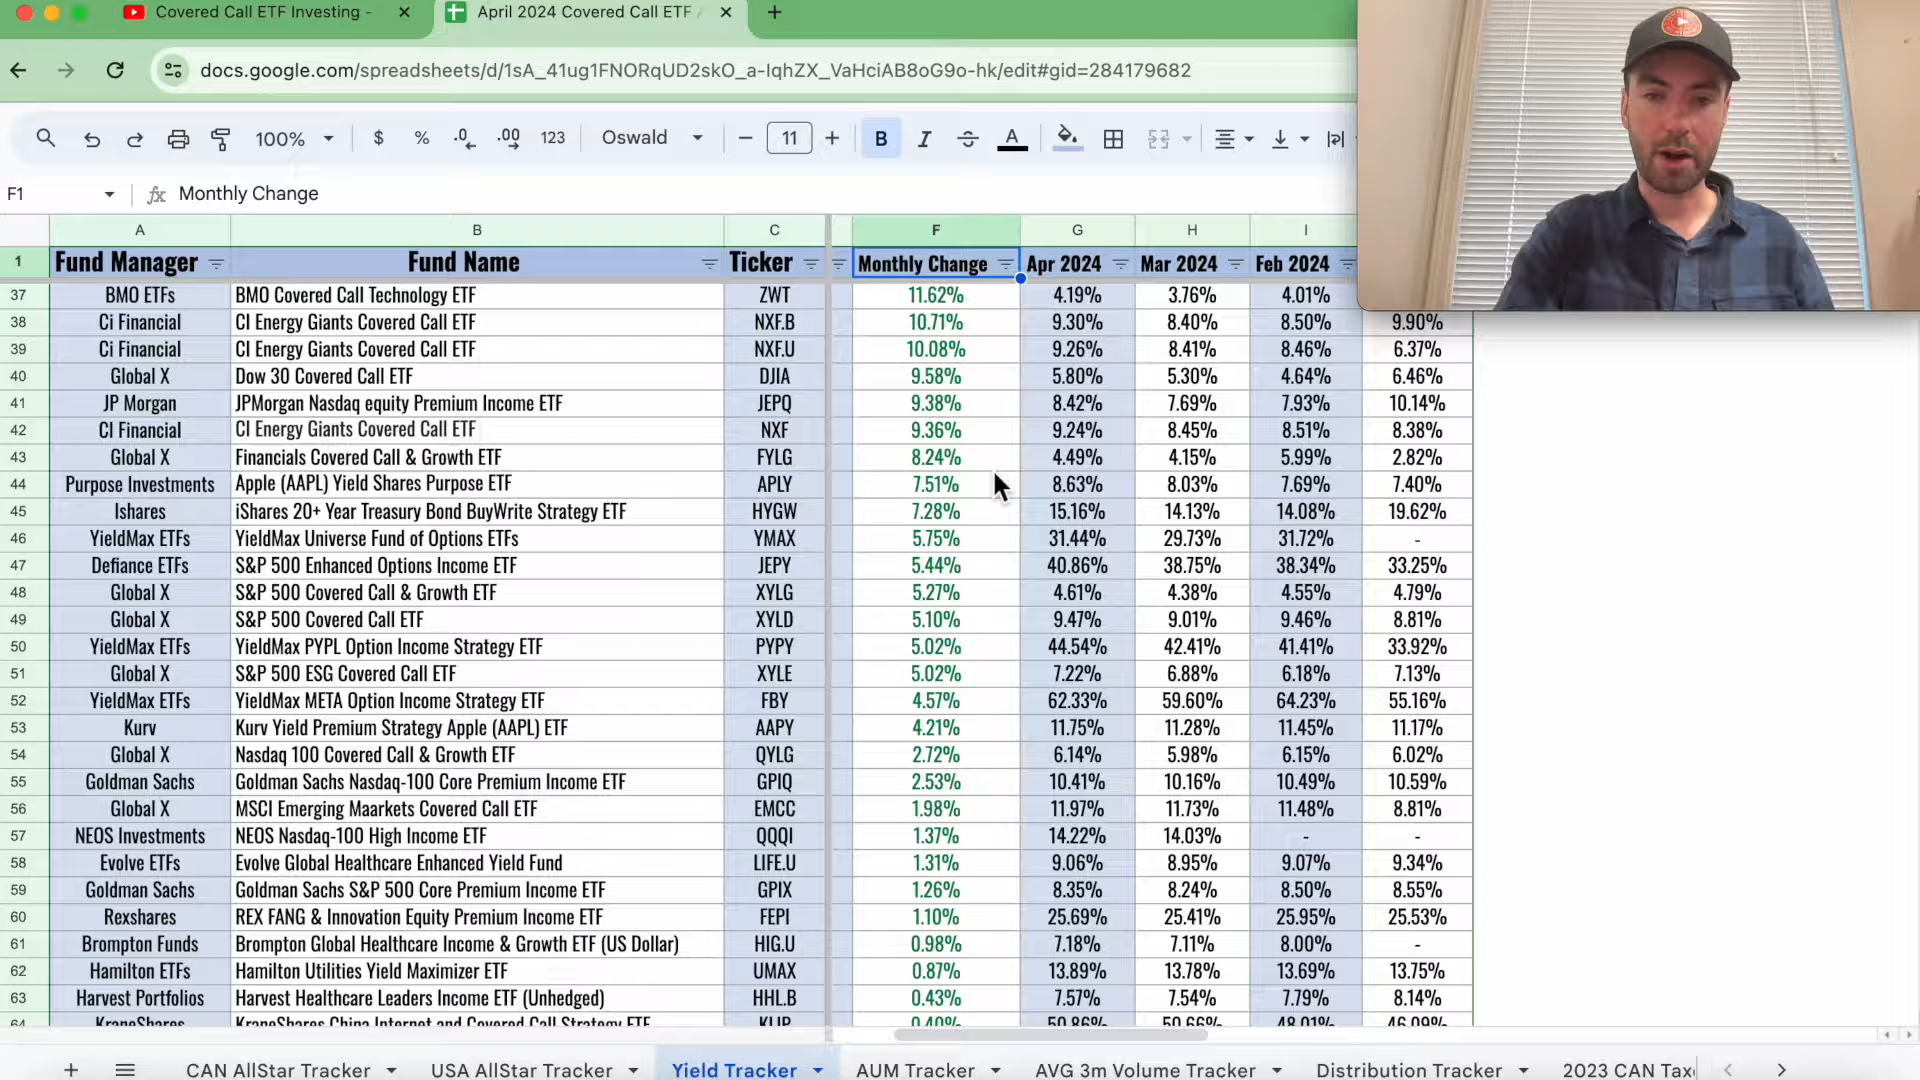 Covered Call ETF Investing -
April 2024 Covered Call ETF
docs.google.com/spreadsheets/d/1sA_41ug1FNORqUD2skO_a-IqhZX_VaHciAB8oG9o-hk/edit#gid=284179682
100% $ % .0 .00 123 Oswald 11 B I A
F1 fx Monthly Change
A B C F G H I
1 Fund Manager Fund Name Ticker Monthly Change Apr 2024 Mar 2024 Feb 2024
37 BMO ETFs BMO Covered Call Technology ETF ZWT 11.62% 4.19% 3.76% 4.01%
38 Ci Financial CI Energy Giants Covered Call ETF NXF.B 10.71% 9.30% 8.40% 8.50% 9.90%
39 Ci Financial CI Energy Giants Covered Call ETF NXF.U 10.08% 9.26% 8.41% 8.46% 6.37%
40 Global X Dow 30 Covered Call ETF DJIA 9.58% 5.80% 5.30% 4.64% 6.46%
41 JP Morgan JPMorgan Nasdaq equity Premium Income ETF JEPQ 9.38% 8.42% 7.69% 7.93% 10.14%
42 CI Financial CI Energy Giants Covered Call ETF NXF 9.36% 9.24% 8.45% 8.51% 8.38%
43 Global X Financials Covered Call & Growth ETF FYLG 8.24% 4.49% 4.15% 5.99% 2.82%
44 Purpose Investments Apple (AAPL) Yield Shares Purpose ETF APLY 7.51% 8.63% 8.03% 7.69% 7.40%
45 Ishares iShares 20+ Year Treasury Bond BuyWrite Strategy ETF HYGW 7.28% 15.16% 14.13% 14.08% 19.62%
46 YieldMax ETFs YieldMax Universe Fund of Options ETFs YMAX 5.75% 31.44% 29.73% 31.72% -
47 Defiance ETFs S&P 500 Enhanced Options Income ETF JEPY 5.44% 40.86% 38.75% 38.34% 33.25%
48 Global X S&P 500 Covered Call & Growth ETF XYLG 5.27% 4.61% 4.38% 4.55% 4.79%
49 Global X S&P 500 Covered Call ETF XYLD 5.10% 9.47% 9.01% 9.46% 8.81%
50 YieldMax ETFs YieldMax PYPL Option Income Strategy ETF PYPY 5.02% 44.54% 42.41% 41.41% 33.92%
51 Global X S&P 500 ESG Covered Call ETF XYLE 5.02% 7.22% 6.88% 6.18% 7.13%
52 YieldMax ETFs YieldMax META Option Income Strategy ETF FBY 4.57% 62.33% 59.60% 64.23% 55.16%
53 Kurv Kurv Yield Premium Strategy Apple (AAPL) ETF AAPY 4.21% 11.75% 11.28% 11.45% 11.17%
54 Global X Nasdaq 100 Covered Call & Growth ETF QYLG 2.72% 6.14% 5.98% 6.15% 6.02%
55 Goldman Sachs Goldman Sachs Nasdaq-100 Core Premium Income ETF GPIQ 2.53% 10.41% 10.16% 10.49% 10.59%
56 Global X MSCI Emerging Maarkets Covered Call ETF EMCC 1.98% 11.97% 11.73% 11.48% 8.81%
57 NEOS Investments NEOS Nasdaq-100 High Income ETF QQQI 1.37% 14.22% 14.03% - -
58 Evolve ETFs Evolve Global Healthcare Enhanced Yield Fund LIFE.U 1.31% 9.06% 8.95% 9.07% 9.34%
59 Goldman Sachs Goldman Sachs S&P 500 Core Premium Income ETF GPIX 1.26% 8.35% 8.24% 8.50% 8.55%
60 Rexshares REX FANG & Innovation Equity Premium Income ETF FEPI 1.10% 25.69% 25.41% 25.95% 25.53%
61 Brompton Funds Brompton Global Healthcare Income & Growth ETF (US Dollar) HIG.U 0.98% 7.18% 7.11% 8.00% -
62 Hamilton ETFs Hamilton Utilities Yield Maximizer ETF UMAX 0.87% 13.89% 13.78% 13.69% 13.75%
63 Harvest Portfolios Harvest Healthcare Leaders Income ETF (Unhedged) HHL.B 0.43% 7.57% 7.54% 7.79% 8.14%
64 KraneShares KraneShares China Internet and Covered Call Strategy ETF KLIP 0.40% 50.86% 50.66% 48.01% 46.09%
CAN AllStar Tracker USA AllStar Tracker Yield Tracker AUM Tracker AVG 3m Volume Tracker Distribution Tracker 2023 CAN Tax